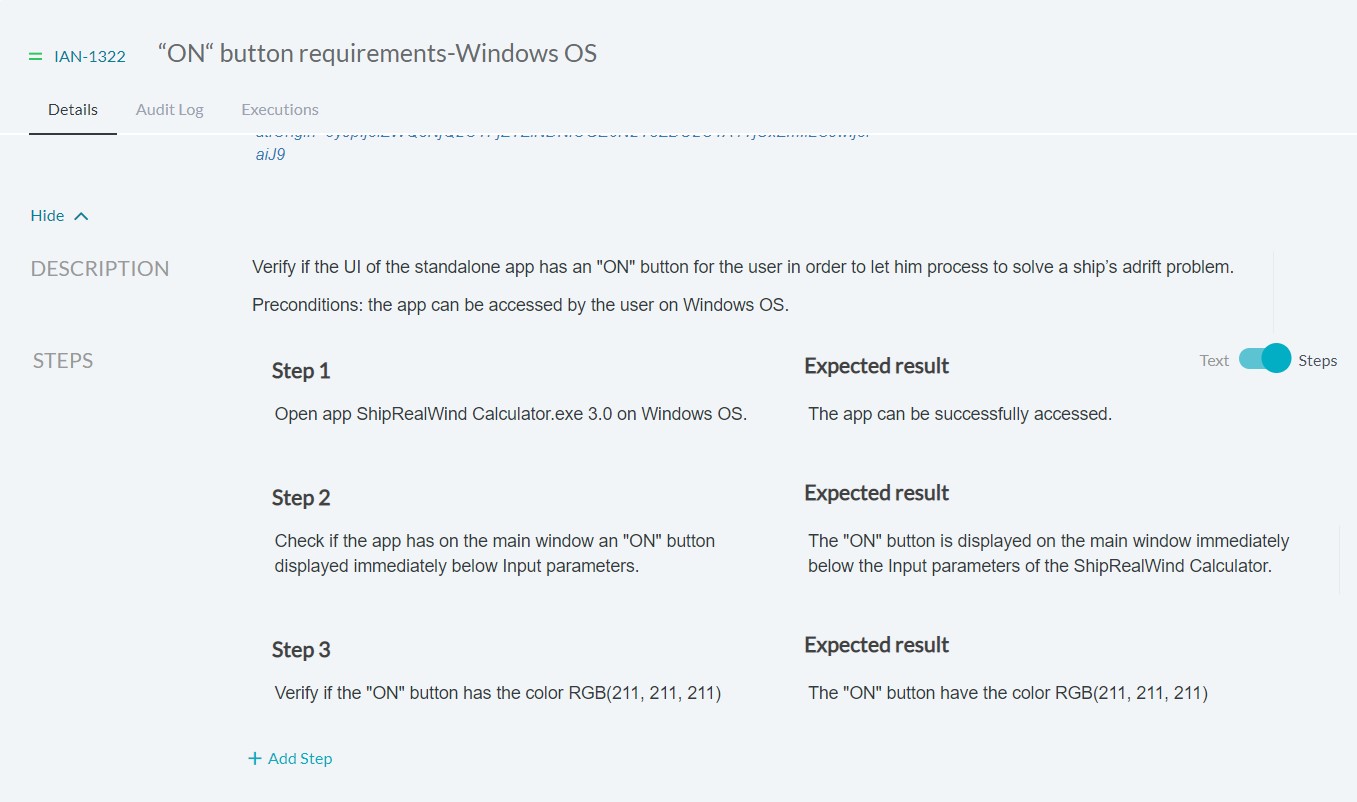 IAN-1322 “ON“ button requirements-Windows OS
Details Audit Log Executions
aiJ9
Hide
DESCRIPTION
Verify if the UI of the standalone app has an "ON" button for the user in order to let him process to solve a ship’s adrift problem.
Preconditions: the app can be accessed by the user on Windows OS.
STEPS
Text Steps
Step 1
Expected result
Open app ShipRealWind Calculator.exe 3.0 on Windows OS.
The app can be successfully accessed.
Step 2
Expected result
Check if the app has on the main window an "ON" button
displayed immediately below Input parameters.
The "ON" button is displayed on the main window immediately
below the Input parameters of the ShipRealWind Calculator.
Step 3
Expected result
Verify if the "ON" button has the color RGB(211, 211, 211)
The "ON" button have the color RGB(211, 211, 211)
+ Add Step